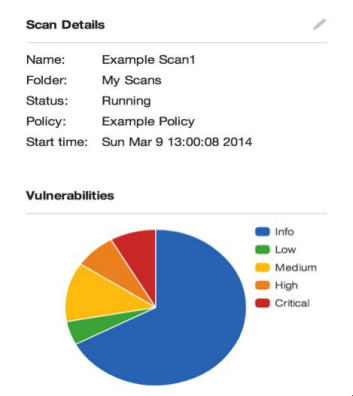 Scan Details
Name: Example Scan1
Folder: My Scans
Status: Running
Policy: Example Policy
Start time: Sun Mar 9 13:00:08 2014
Vulnerabilities
Info
Low
Medium
High
Critical